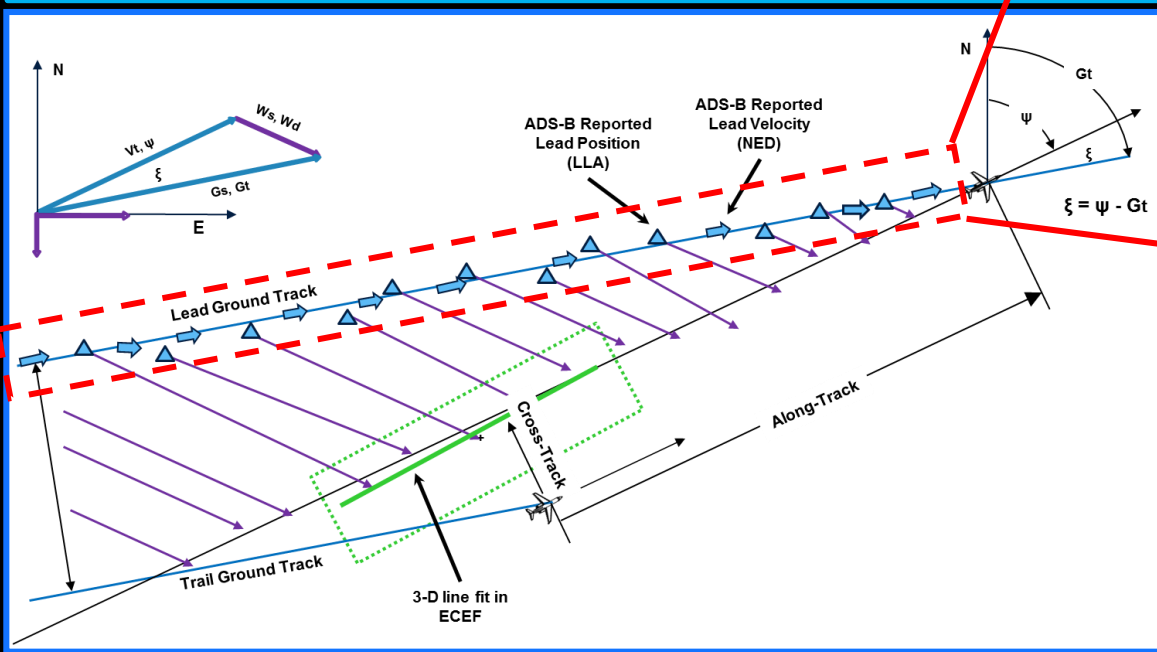 N
Ws, Wd
Vt, ψ
ξ
Gs, Gt
E
ADS-B Reported
Lead Position
(LLA)
ADS-B Reported
Lead Velocity
(NED)
N
Gt
ψ
ξ
ξ = ψ - Gt
Lead Ground Track
Cross-Track
Along-Track
Trail Ground Track
3-D line fit in
ECEF